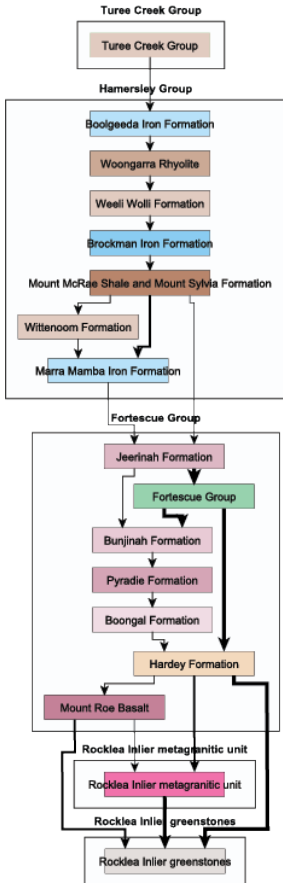 Turee Creek Group
Turee Creek Group
Hamersley Group
Boolgeeda Iron Formation
Woongarra Rhyolite
Weeli Wolli Formation
Brockman Iron Formation
Mount McRae Shale and Mount Sylvia Formation
Wittenoom Formation
Marra Mamba Iron Formation
Fortescue Group
Jeerinah Formation
Fortescue Group
Bunjinah Formation
Pyradie Formation
Boongal Formation
Hardey Formation
Mount Roe Basalt
Rocklea Inlier metagranitic unit
Rocklea Inlier metagranitic unit
Rocklea Inlier greenstones
Rocklea Inlier greenstones